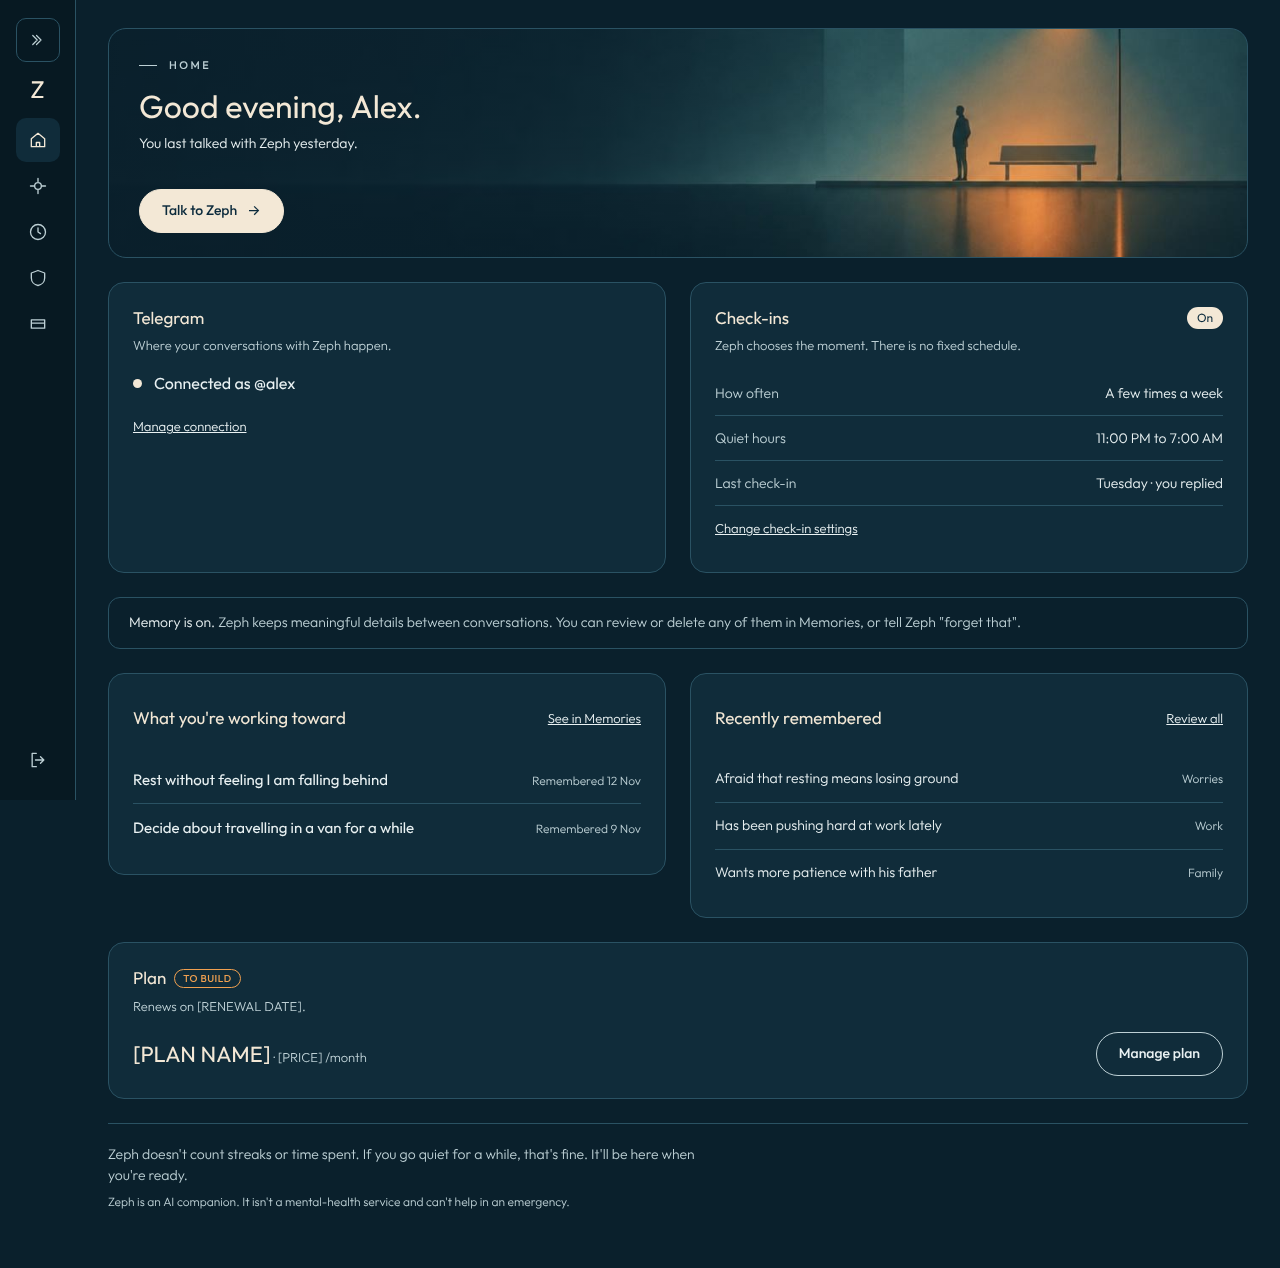 Z
HOME
Good evening, Alex.
You last talked with Zeph yesterday.
Talk to Zeph →
Telegram
Where your conversations with Zeph happen.
Connected as @alex
Manage connection
Check-ins
On
Zeph chooses the moment. There is no fixed schedule.
How often
A few times a week
Quiet hours
11:00 PM to 7:00 AM
Last check-in
Tuesday · you replied
Change check-in settings
Memory is on. Zeph keeps meaningful details between conversations. You can review or delete any of them in Memories, or tell Zeph "forget that".
What you're working toward
See in Memories
Rest without feeling I am falling behind
Remembered 12 Nov
Decide about travelling in a van for a while
Remembered 9 Nov
Recently remembered
Review all
Afraid that resting means losing ground
Worries
Has been pushing hard at work lately
Work
Wants more patience with his father
Family
Plan
TO BUILD
Renews on [RENEWAL DATE].
[PLAN NAME] · [PRICE] /month
Manage plan
Zeph doesn't count streaks or time spent. If you go quiet for a while, that's fine. It'll be here when
you're ready.
Zeph is an AI companion. It isn't a mental-health service and can't help in an emergency.